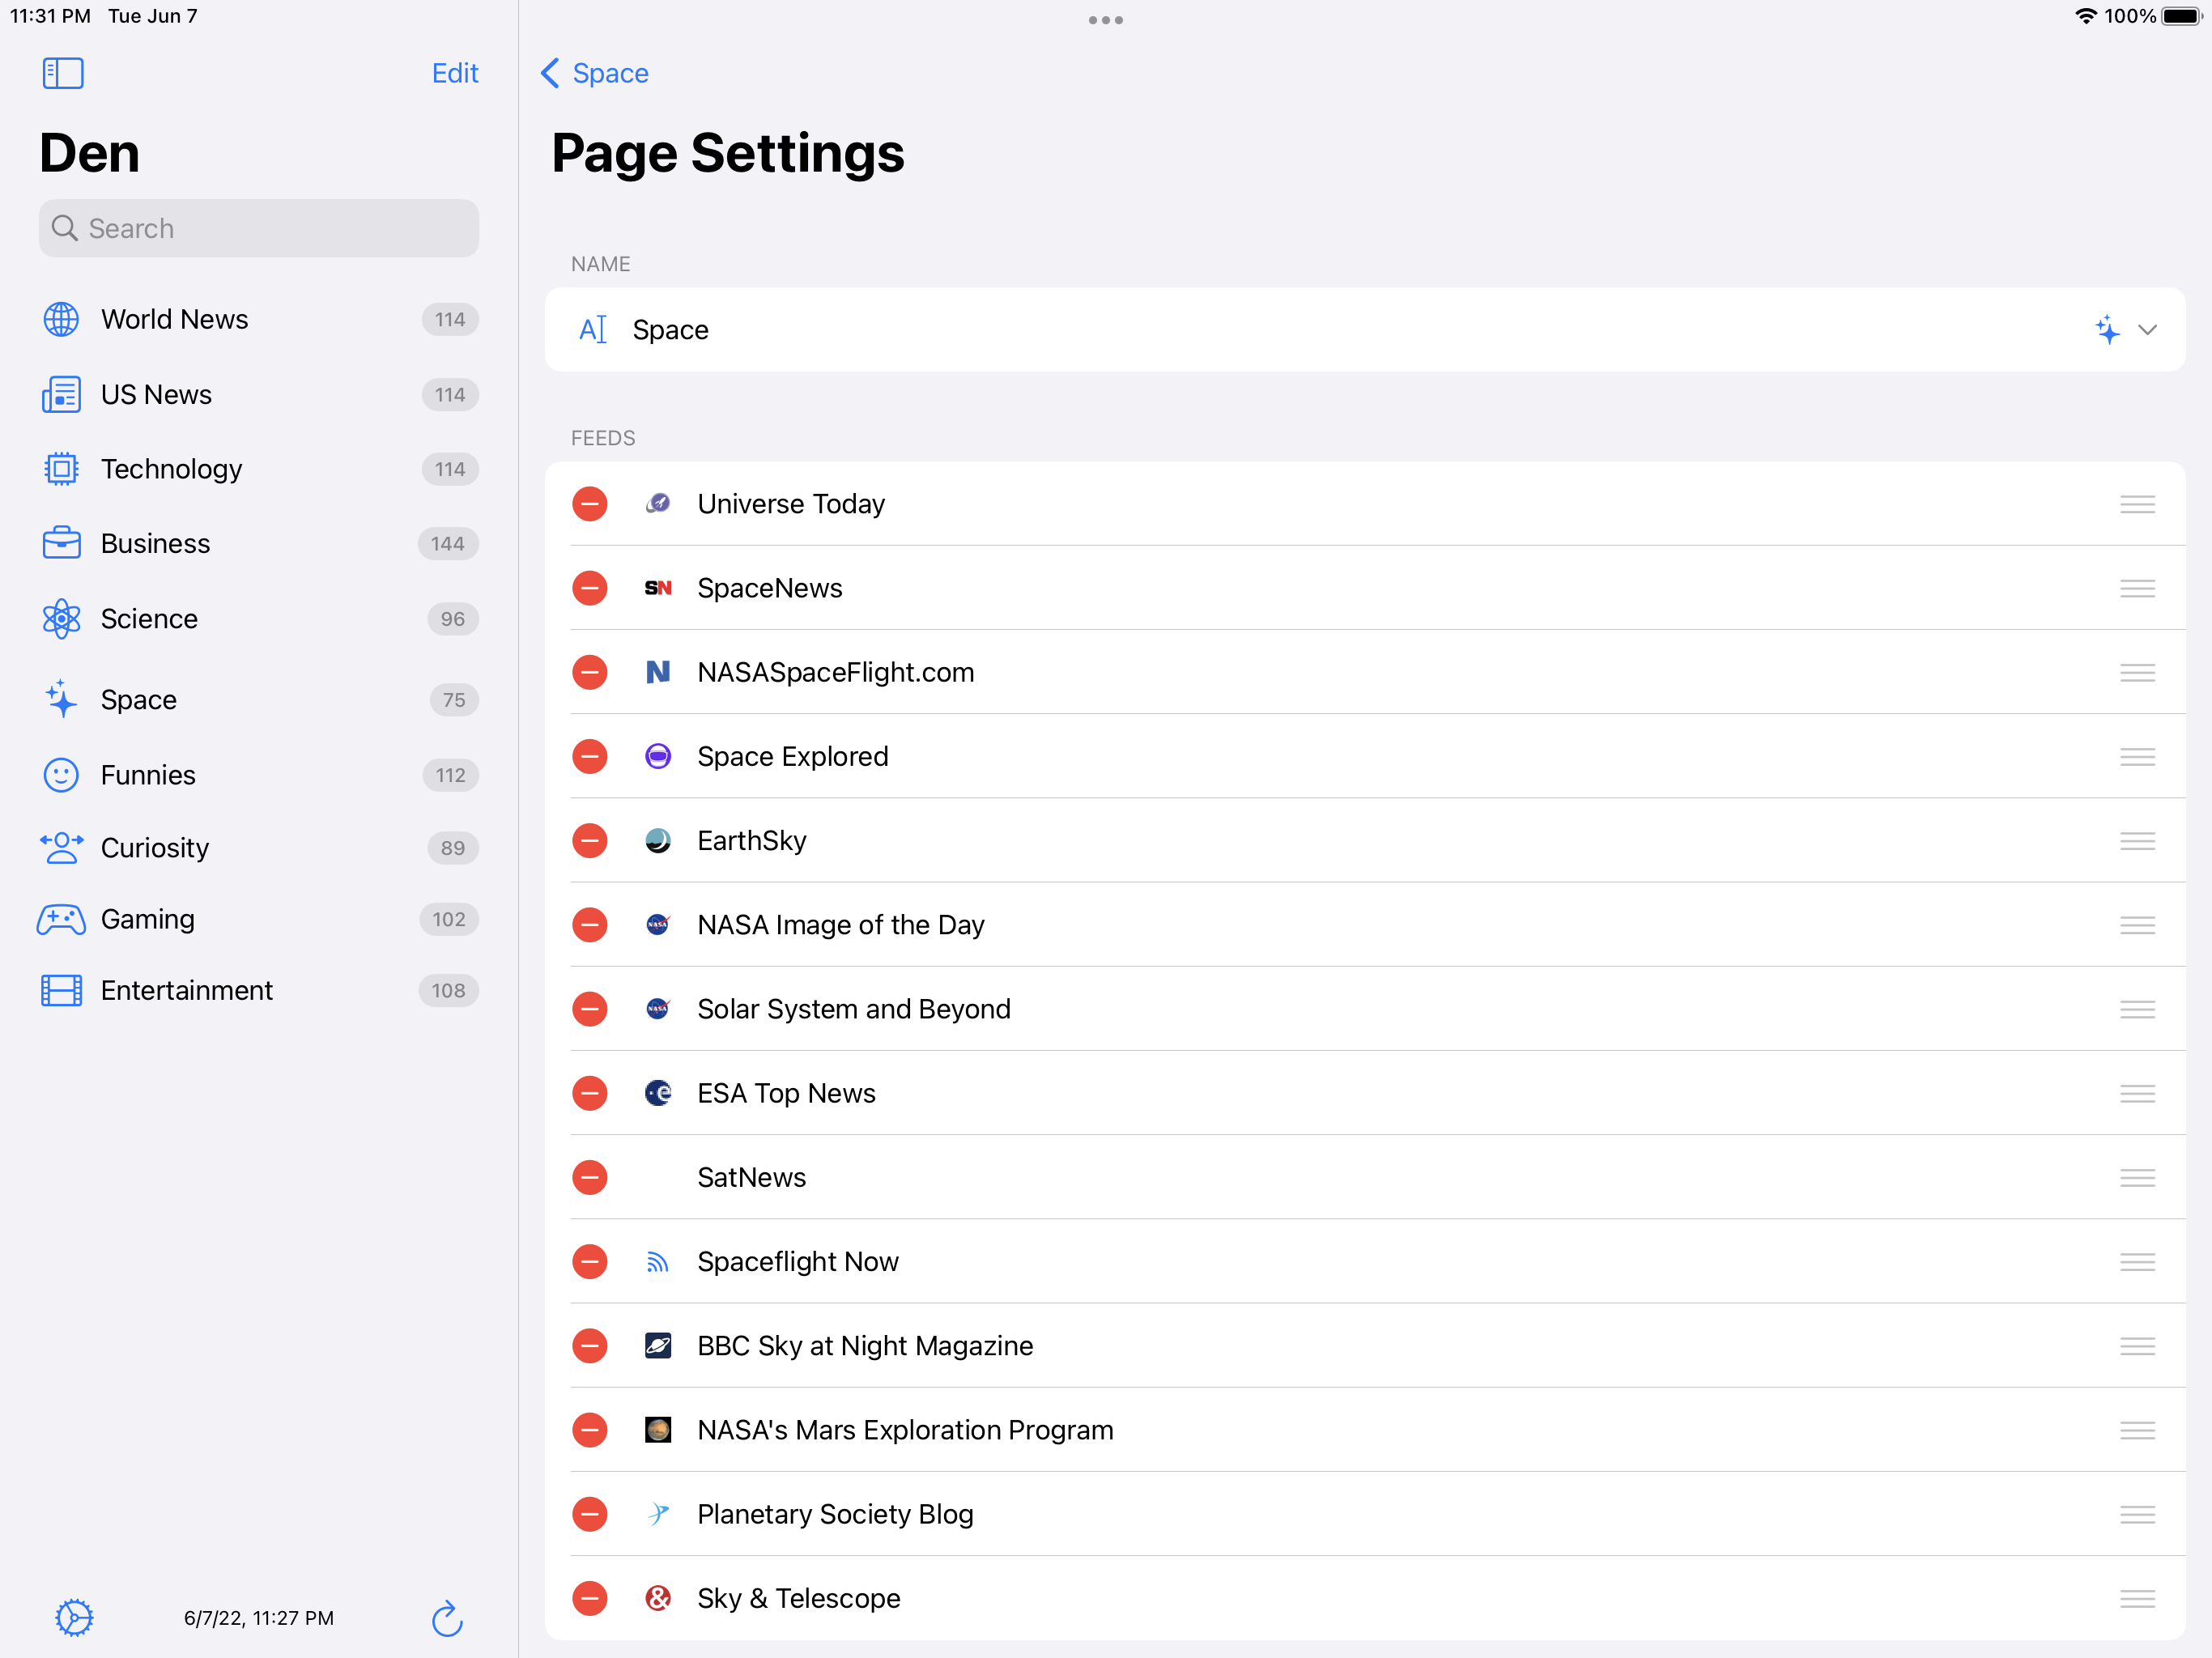 11:31 PM Tue Jun 7
100%
Edit
Den
Search
World News 114
US News 114
Technology 114
Business 144
Science 96
Space 75
Funnies 112
Curiosity 89
Gaming 102
Entertainment 108
6/7/22, 11:27 PM
Space
Page Settings
NAME
A Space
FEEDS
Universe Today
SN SpaceNews
N NASASpaceFlight.com
Space Explored
EarthSky
NASA NASA Image of the Day
NASA Solar System and Beyond
e ESA Top News
SatNews
Spaceflight Now
BBC Sky at Night Magazine
NASA's Mars Exploration Program
Planetary Society Blog
& Sky & Telescope